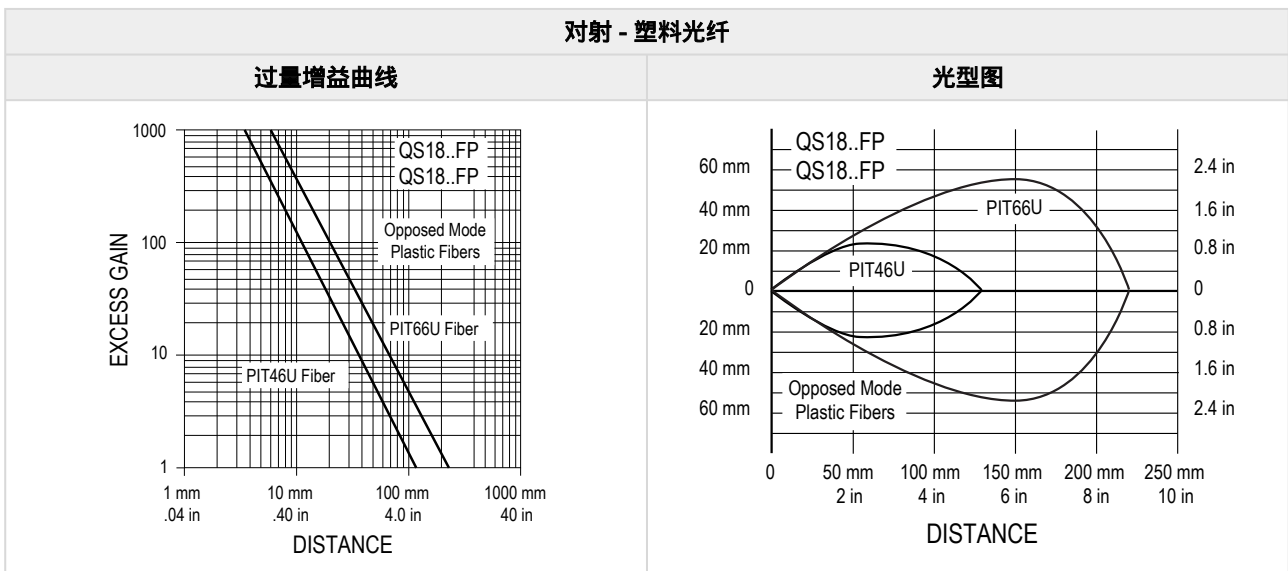 对射 - 塑料光纤
过量增益曲线
光型图
1000
100
10
1
EXCESS GAIN
QS18..FP
QS18..FP
Opposed Mode
Plastic Fibers
PIT66U Fiber
PIT46U Fiber
1 mm 10 mm 100 mm 1000 mm
.04 in .40 in 4.0 in 40 in
DISTANCE
QS18..FP
QS18..FP
60 mm 2.4 in
40 mm 1.6 in
20 mm 0.8 in
0 0
20 mm 0.8 in
40 mm 1.6 in
60 mm 2.4 in
PIT66U
PIT46U
Opposed Mode
Plastic Fibers
0 50 mm 100 mm 150 mm 200 mm 250 mm
2 in 4 in 6 in 8 in 10 in
DISTANCE